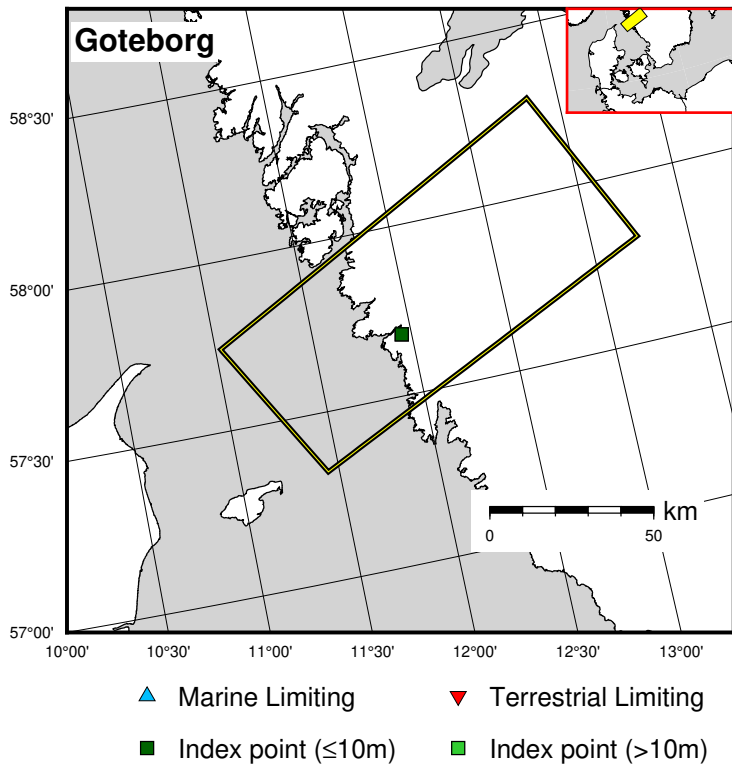 Goteborg
58°30'
58°00'
57°30'
57°00'
km
0 50
10°00' 10°30' 11°00' 11°30' 12°00' 12°30' 13°00'
Marine Limiting Terrestrial Limiting
Index point (≤10m) Index point (>10m)